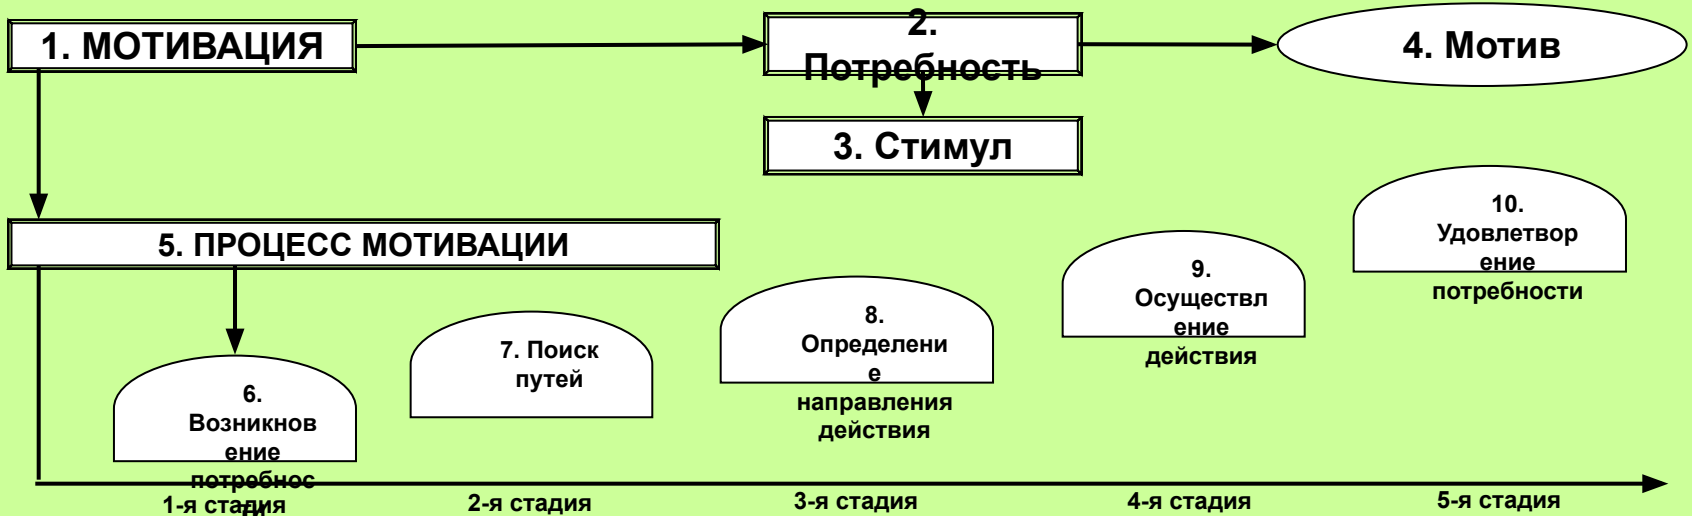 1. МОТИВАЦИЯ
2.
Потребность
4. Мотив
3. Стимул
5. ПРОЦЕСС МОТИВАЦИИ
6.
Возникнов
ение
потребнос
ти
7. Поиск
путей
8.
Определени
е
направления
действия
9.
Осуществл
ение
действия
10.
Удовлетвор
ение
потребности
1-я стадия
2-я стадия
3-я стадия
4-я стадия
5-я стадия